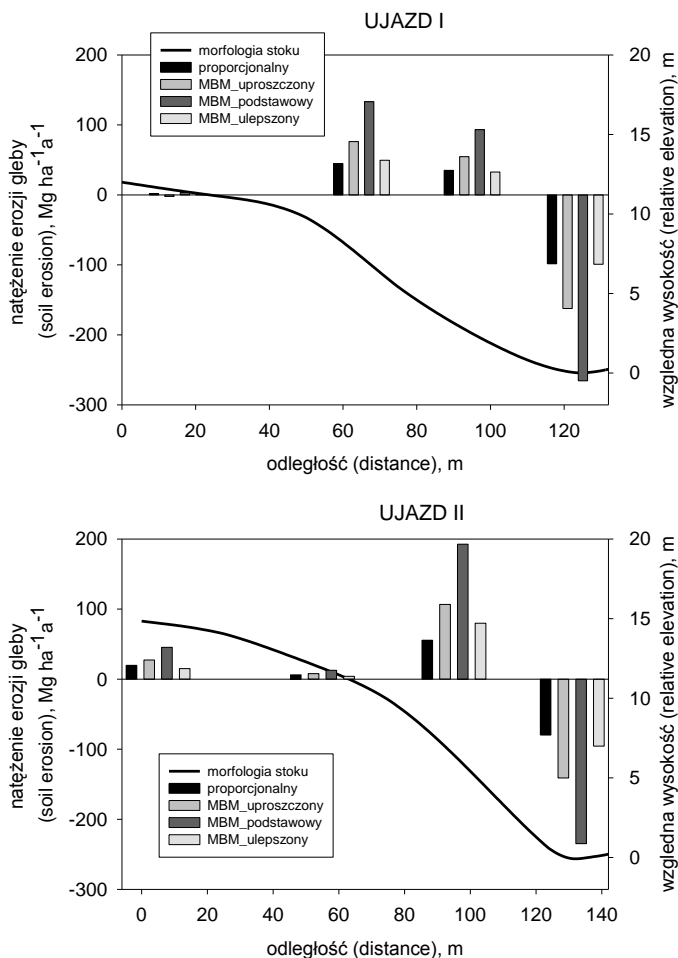 UJAZD I
morfologia stoku
proporcjonalny
MBM_uproszczony
MBM_podstawowy
MBM_ulepszony
natężenie erozji gleby
(soil erosion), Mg ha⁻¹a⁻¹
200
100
0
-100
-200
-300
20
15
10
5
0
względna wysokość (relative elevation), m
0 20 40 60 80 100 120
odległość (distance), m
UJAZD II
natężenie erozji gleby
(soil erosion), Mg ha⁻¹a⁻¹
200
100
0
-100
-200
-300
morfologia stoku
proporcjonalny
MBM_uproszczony
MBM_podstawowy
MBM_ulepszony
20
15
10
5
0
względna wysokość (relative elevation), m
0 20 40 60 80 100 120 140
odległość (distance), m